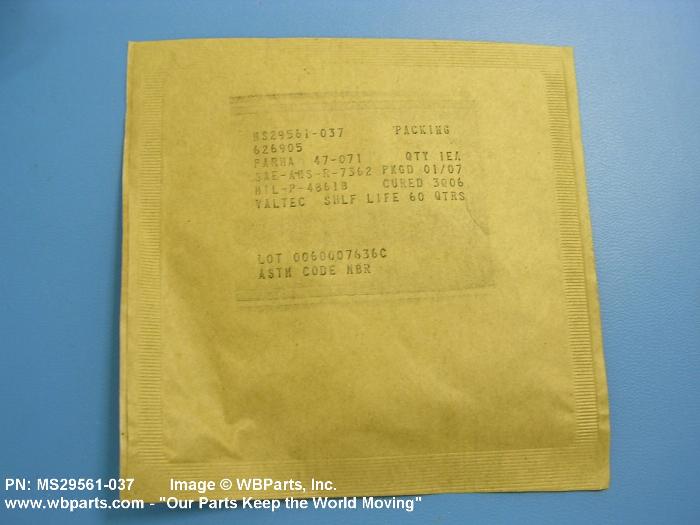 MS29561-037 PACKING
626905
PARHA 47-071 QTY 1EA
SAE-AMS-R-7362 PKGD 01/07
MIL-P-4861B CURED 3Q06
VALTEC SHLF LIFE 60 QTRS
LOT 0060007636C
ASTM CODE NBR
PN: MS29561-037 Image © WBParts, Inc.
www.wbparts.com - "Our Parts Keep the World Moving"